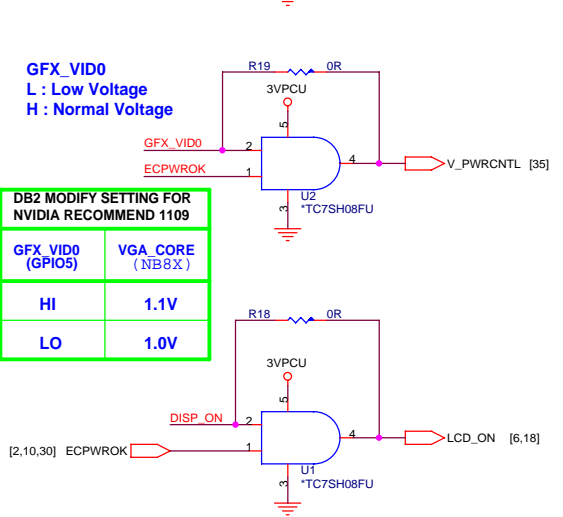 GFX_VID0
L : Low Voltage
H : Normal Voltage
R19 0R
3VPCU
5
GFX_VID0 2
ECPWROK 1
4 V_PWRCNTL [35]
3
U2
*TC7SH08FU
DB2 MODIFY SETTING FOR
NVIDIA RECOMMEND 1109
GFX_VID0 VGA_CORE
(GPIO5) (NB8X)
HI 1.1V
LO 1.0V
R18 0R
3VPCU
5
DISP_ON 2
[2,10,30] ECPWROK 1
4 LCD_ON [6,18]
3
U1
*TC7SH08FU